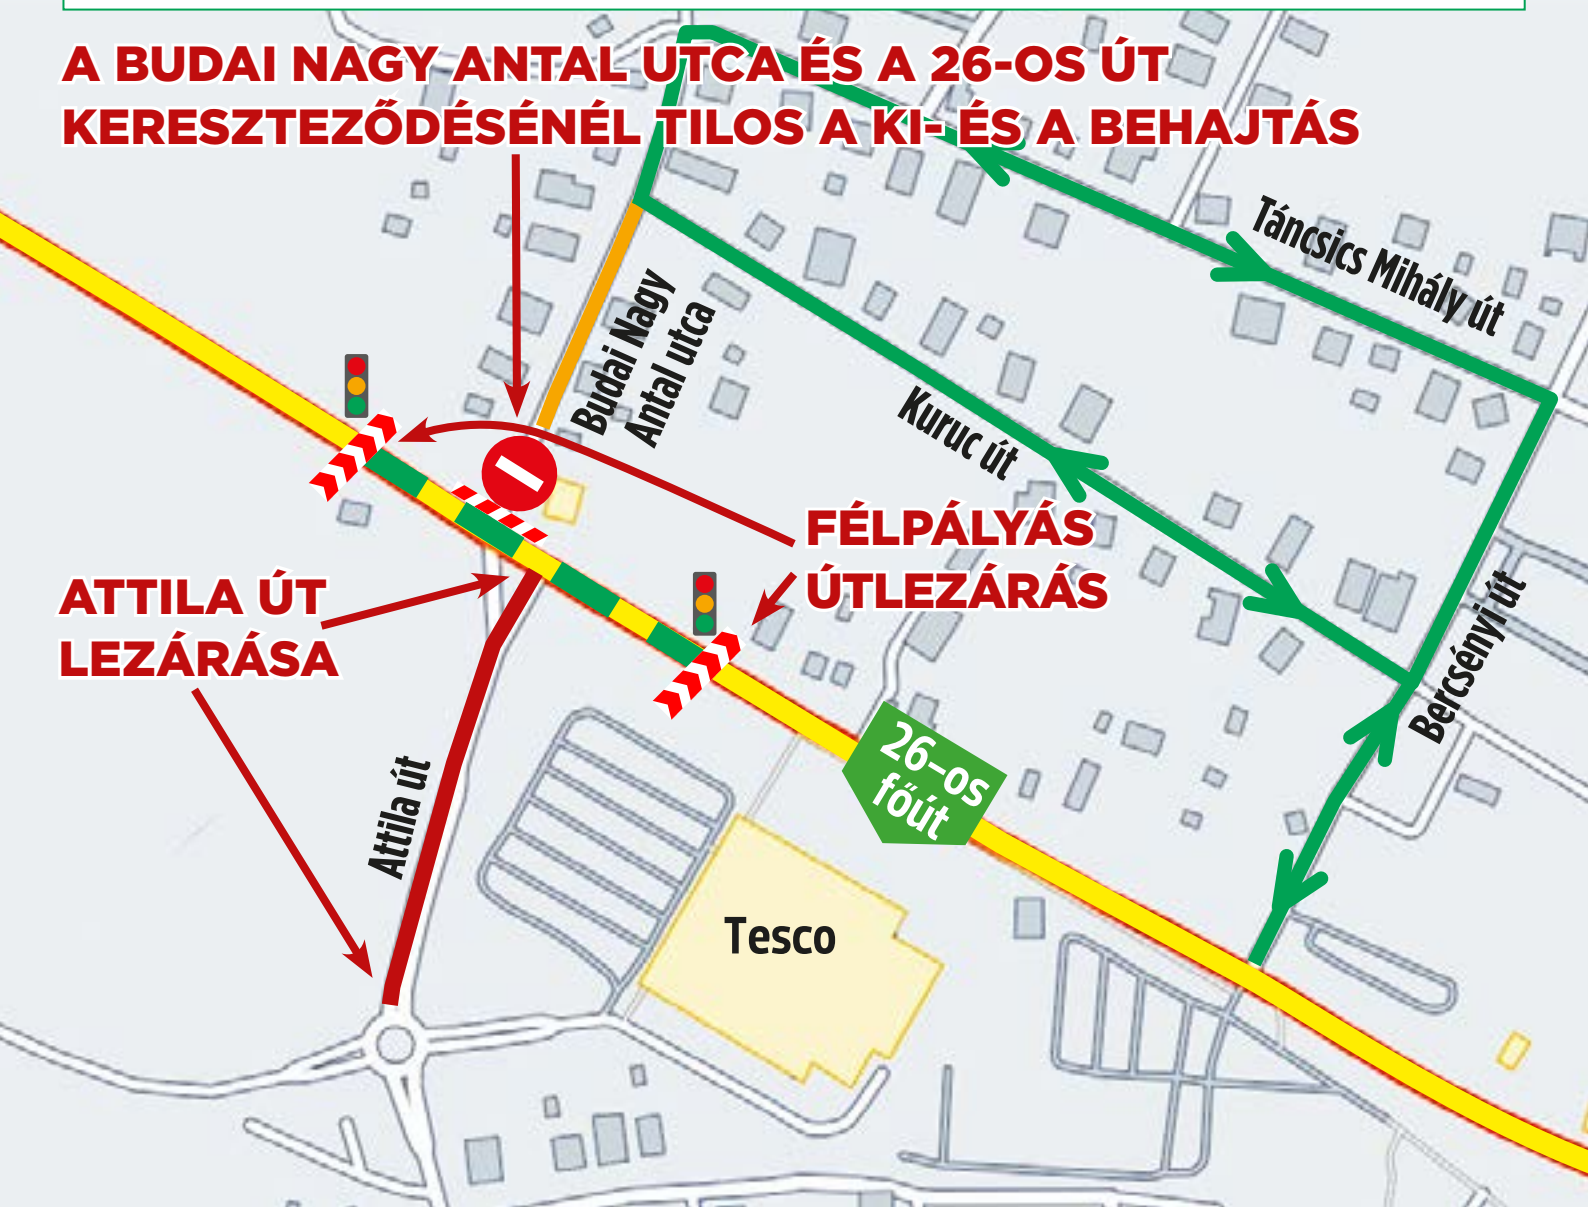 A BUDAI NAGY ANTAL UTCA ÉS A 26-OS ÚT
KERESZTEZŐDÉSÉNÉL TILOS A KI- ÉS A BEHAJTÁS
Táncsics Mihály út
Budai Nagy
Antal utca
Kuruc út
FÉLPÁLYÁS
ÚTLEZÁRÁS
ATTILA ÚT
LEZÁRÁSA
Bercsényi út
26-os
főút
Attila út
Tesco